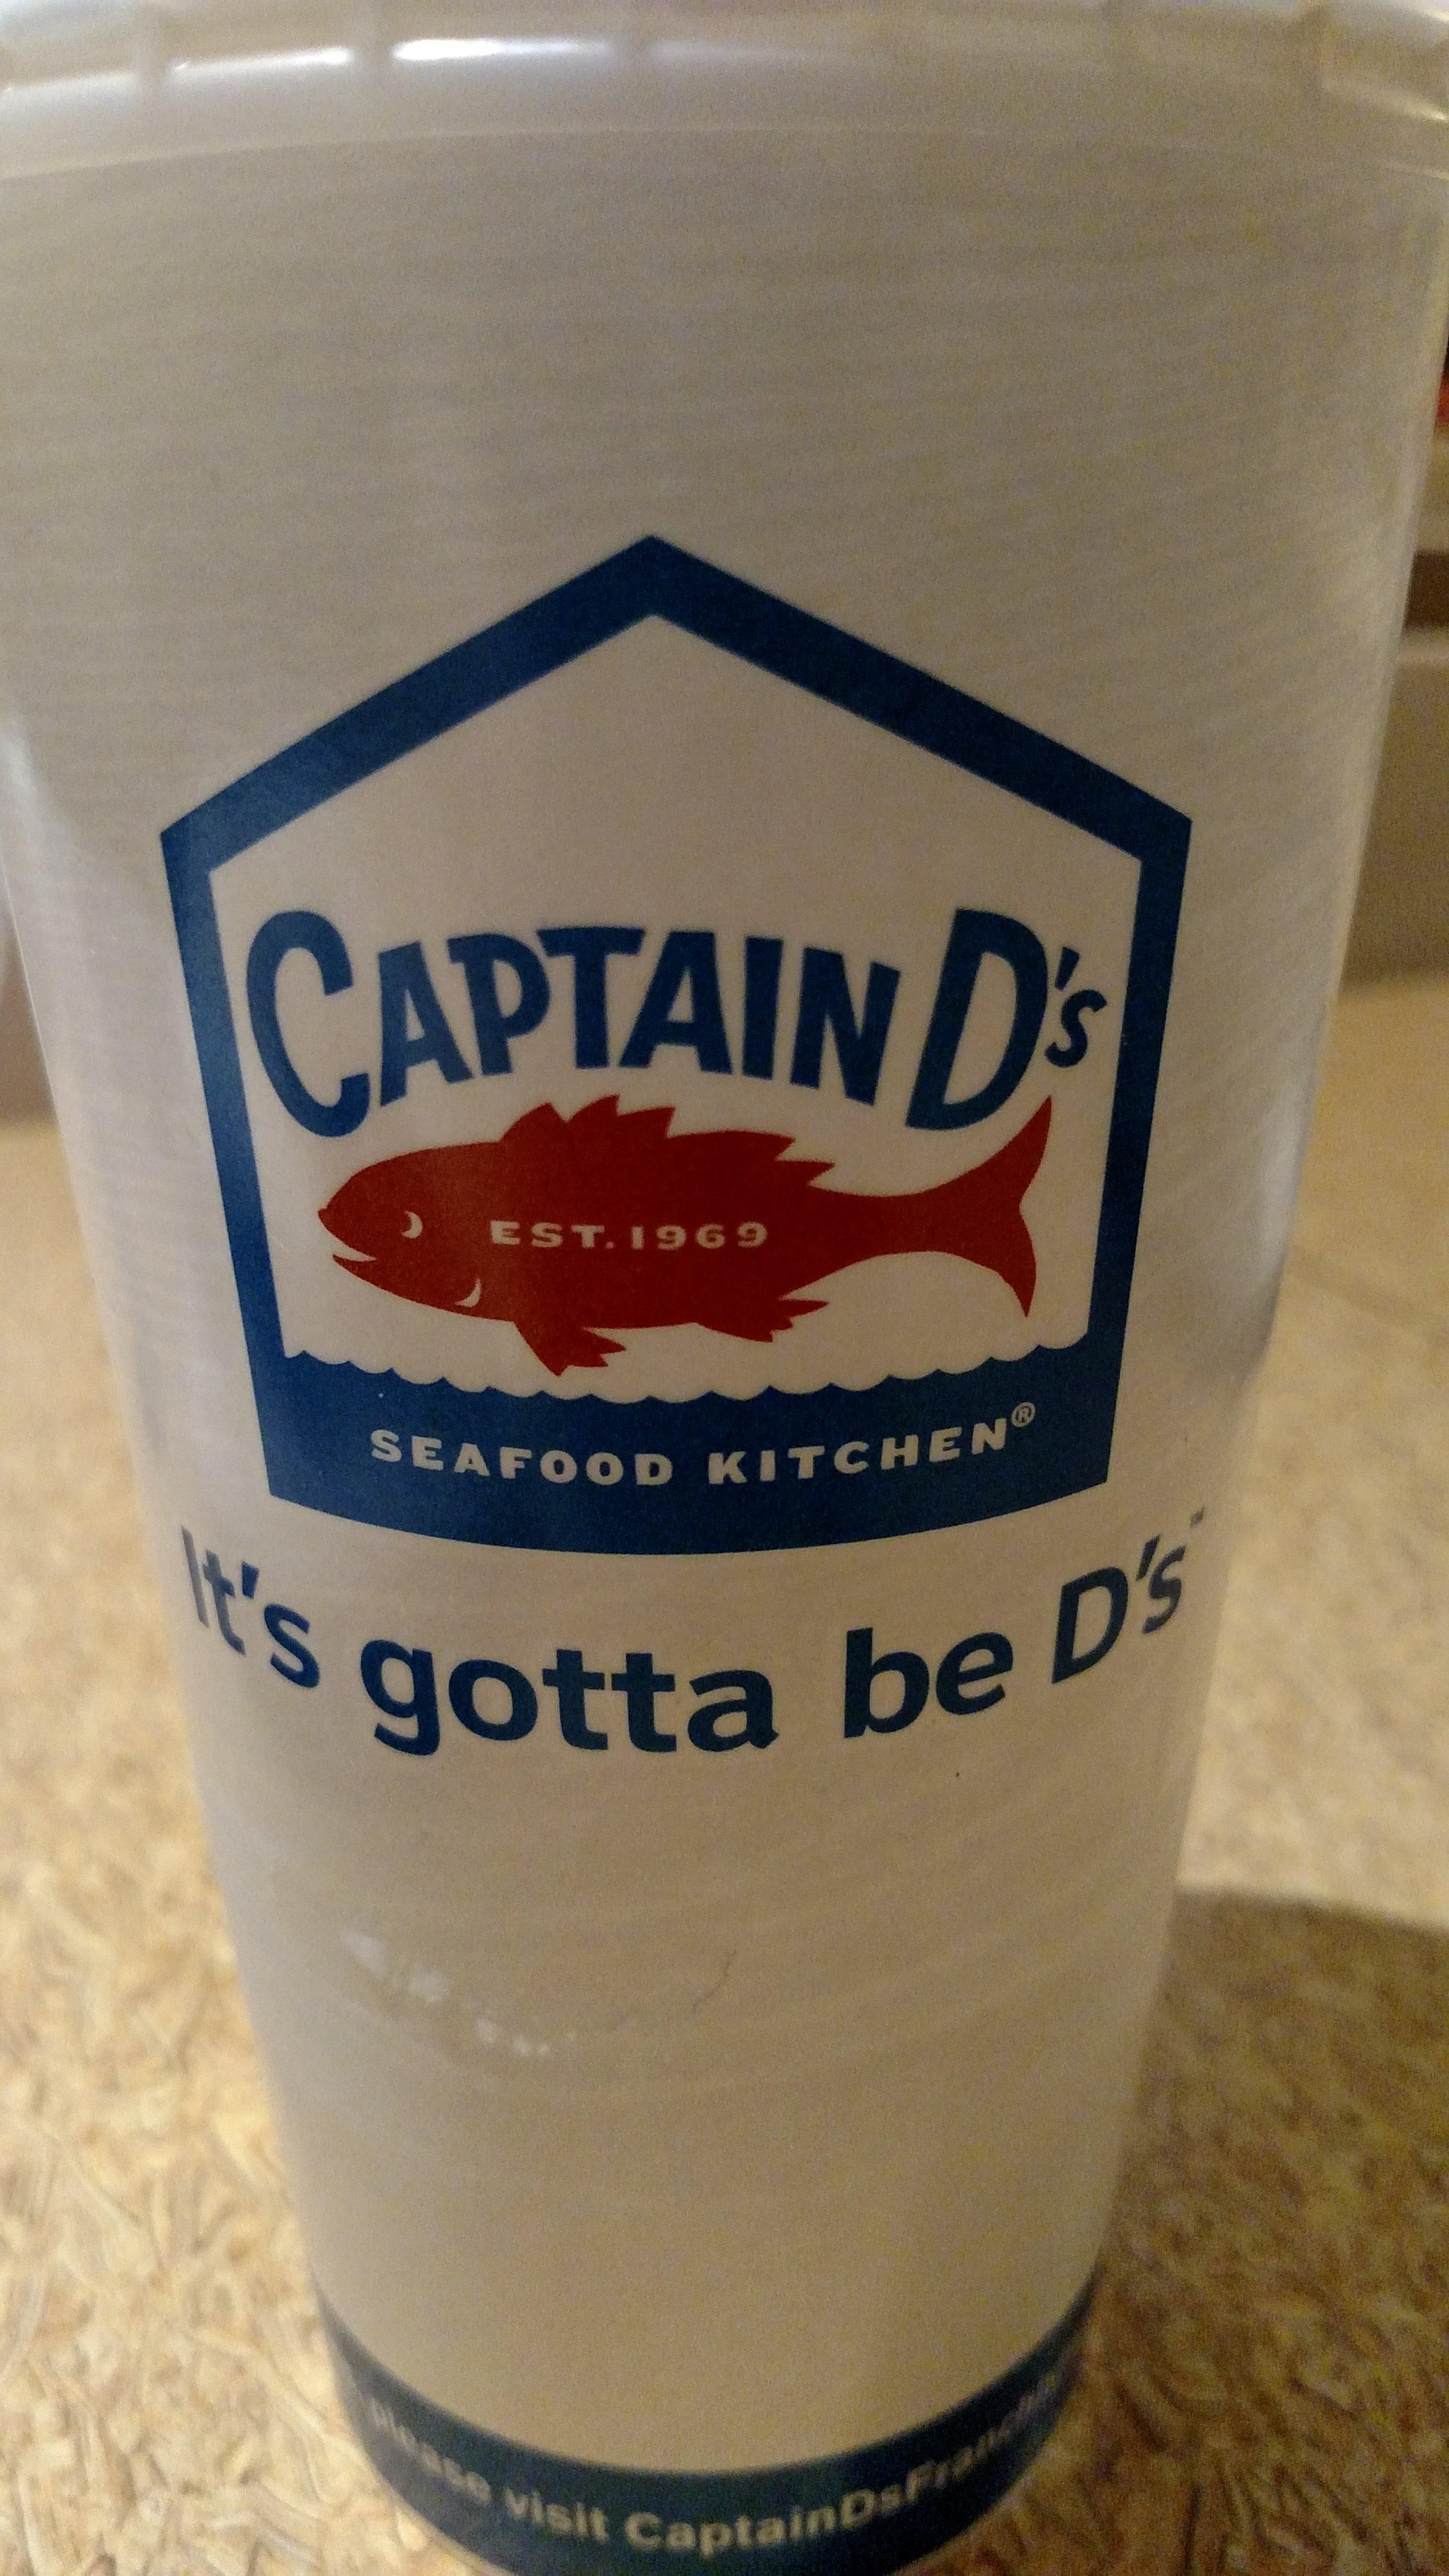 CAPTAIN D's
EST. 1969
SEAFOOD KITCHEN®
It's gotta be D's™
please visit